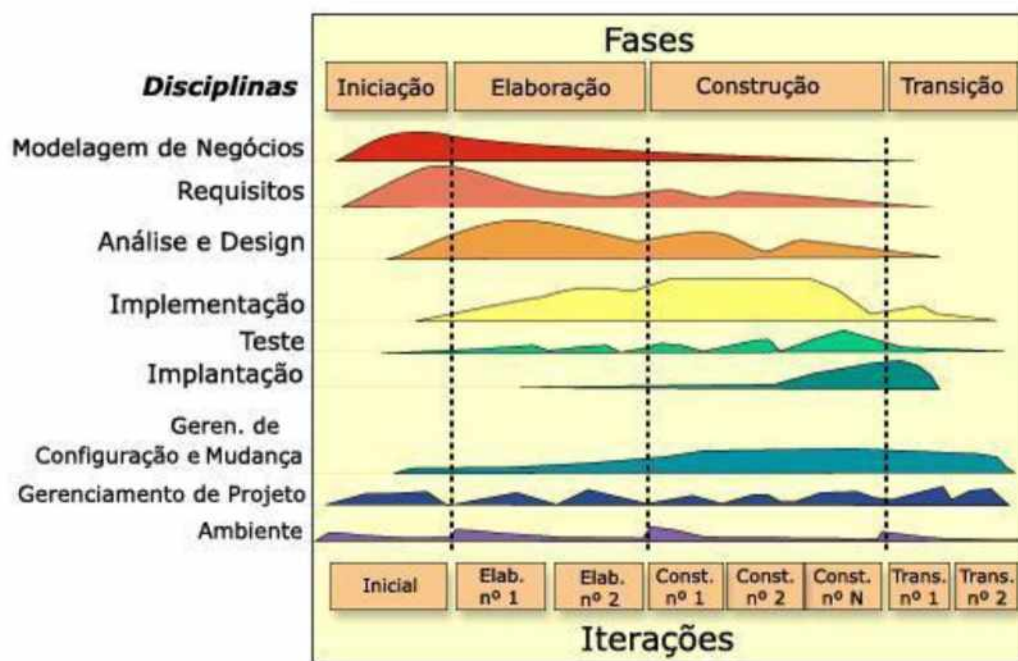 Fases
Disciplinas
Iniciação Elaboração Construção Transição
Modelagem de Negócios
Requisitos
Análise e Design
Implementação
Teste
Implantação
Geren. de
Configuração e Mudança
Gerenciamento de Projeto
Ambiente
Inicial
Elab.
nº 1
Elab.
nº 2
Const.
nº 1
Const.
nº 2
Const.
nº N
Trans.
nº 1
Trans.
nº 2
Iterações